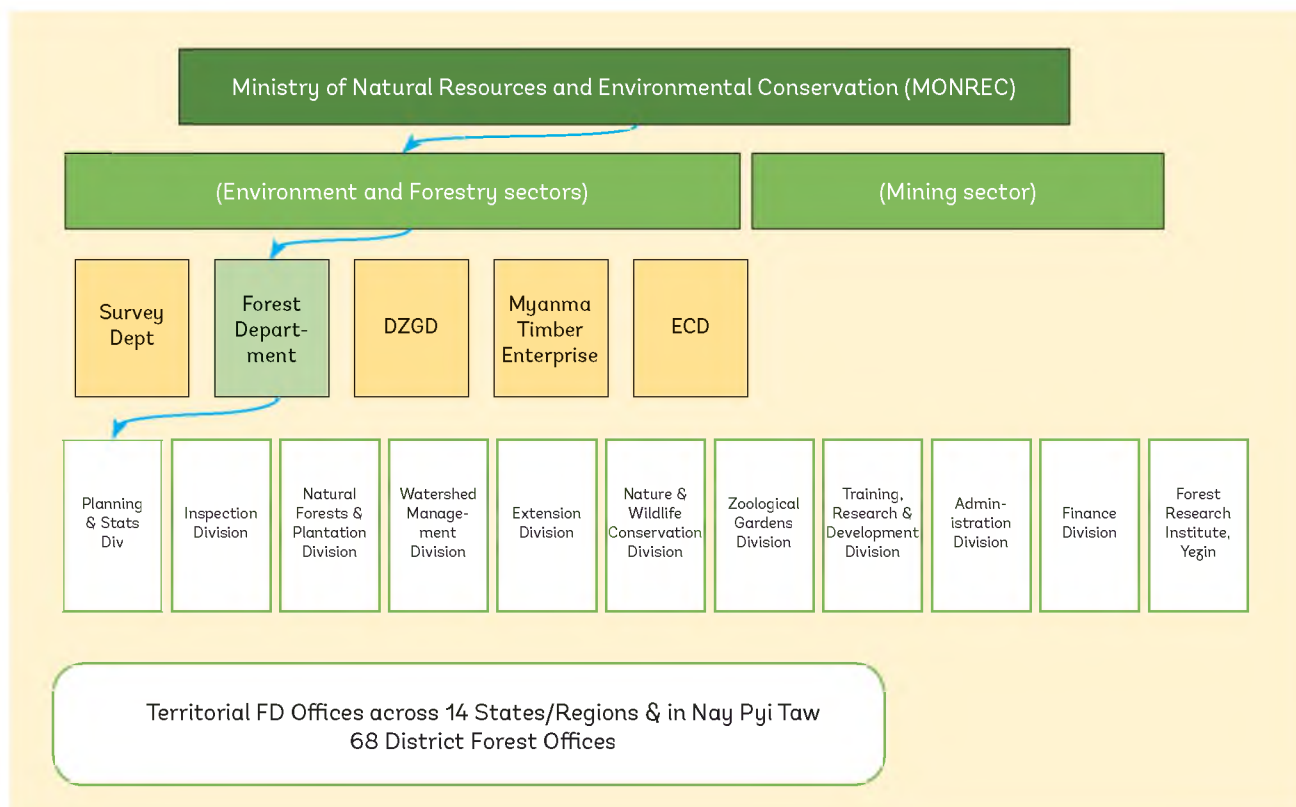 Ministry of Natural Resources and Environmental Conservation (MONREC)
(Environment and Forestry sectors)
(Mining sector)
Survey
Dept
Forest
Depart-
ment
DZGD
Myanma
Timber
Enterprise
ECD
Planning
& Stats
Div
Inspection
Division
Natural
Forests &
Plantation
Division
Watershed
Manage-
ment
Division
Extension
Division
Nature &
Wildlife
Conservation
Division
Zoological
Gardens
Division
Training,
Research &
Development
Division
Admin-
istration
Division
Finance
Division
Forest
Research
Institute,
Yezin
Territorial FD Offices across 14 States/Regions & in Nay Pyi Taw
68 District Forest Offices